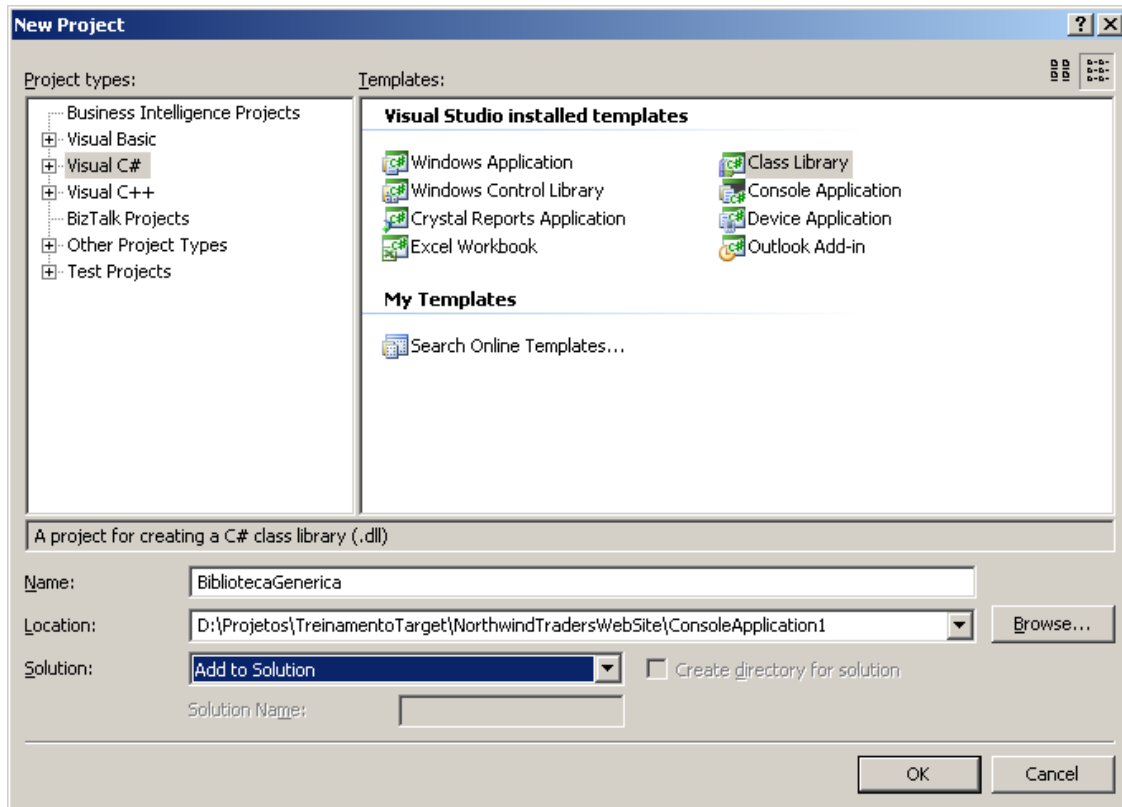 New Project
Project types:
Templates:
Business Intelligence Projects
Visual Basic
Visual C#
Visual C++
BizTalk Projects
Other Project Types
Test Projects
Visual Studio installed templates
Windows Application
Class Library
Windows Control Library
Console Application
Crystal Reports Application
Device Application
Excel Workbook
Outlook Add-in
My Templates
Search Online Templates...
A project for creating a C# class library (.dll)
Name:
BibliotecaGenerica
Location:
D:\Projetos\TreinamentoTarget\NorthwindTradersWebSite\ConsoleApplication1
Browse...
Solution:
Add to Solution
Create directory for solution
Solution Name:
OK
Cancel